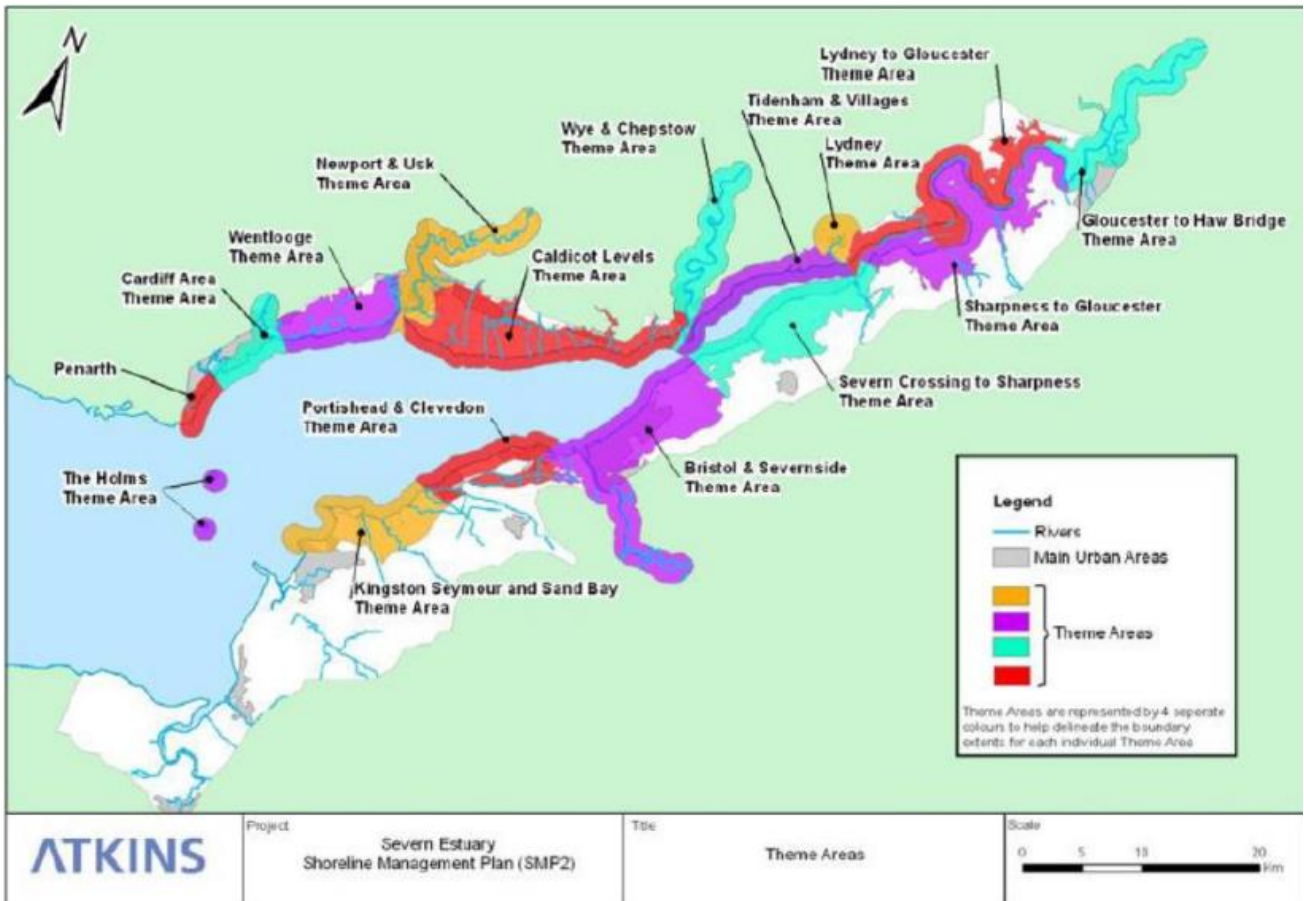 N
Lydney to Gloucester
Theme Area
Tidenham & Villages
Theme Area
Wye & Chepstow
Theme Area
Lydney
Theme Area
Newport & Usk
Theme Area
Gloucester to Haw Bridge
Theme Area
Wentlooge
Theme Area
Caldicot Levels
Theme Area
Cardiff Area
Theme Area
Sharpness to Gloucester
Theme Area
Penarth
Severn Crossing to Sharpness
Theme Area
Portishead & Clevedon
Theme Area
Bristol & Severnside
Theme Area
The Holms
Theme Area
Kingston Seymour and Sand Bay
Theme Area
Legend
Rivers
Main Urban Areas
Theme Areas
Theme Areas are represented by 4 seperate
colours to help delineate the boundary
extents for each individual Theme Area
ATKINS
Project
Severn Estuary
Shoreline Management Plan (SMP2)
Title
Theme Areas
Scale
0 5 10 20
Km